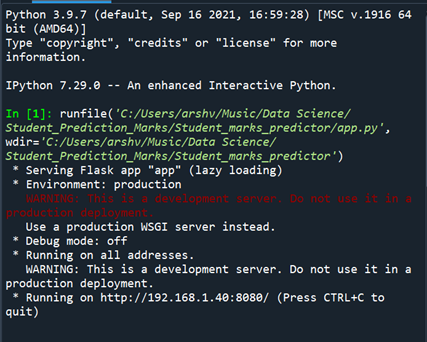 Python 3.9.7 (default, Sep 16 2021, 16:59:28) [MSC v.1916 64
bit (AMD64)]
Type "copyright", "credits" or "license" for more
information.
IPython 7.29.0 -- An enhanced Interactive Python.
In [1]: runfile('C:/Users/arshv/Music/Data Science/
Student_Prediction_Marks/Student_marks_predictor/app.py',
wdir='C:/Users/arshv/Music/Data Science/
Student_Prediction_Marks/Student_marks_predictor')
* Serving Flask app "app" (lazy loading)
* Environment: production
WARNING: This is a development server. Do not use it in a
production deployment.
Use a production WSGI server instead.
* Debug mode: off
* Running on all addresses.
WARNING: This is a development server. Do not use it in a
production deployment.
* Running on http://192.168.1.40:8080/ (Press CTRL+C to
quit)